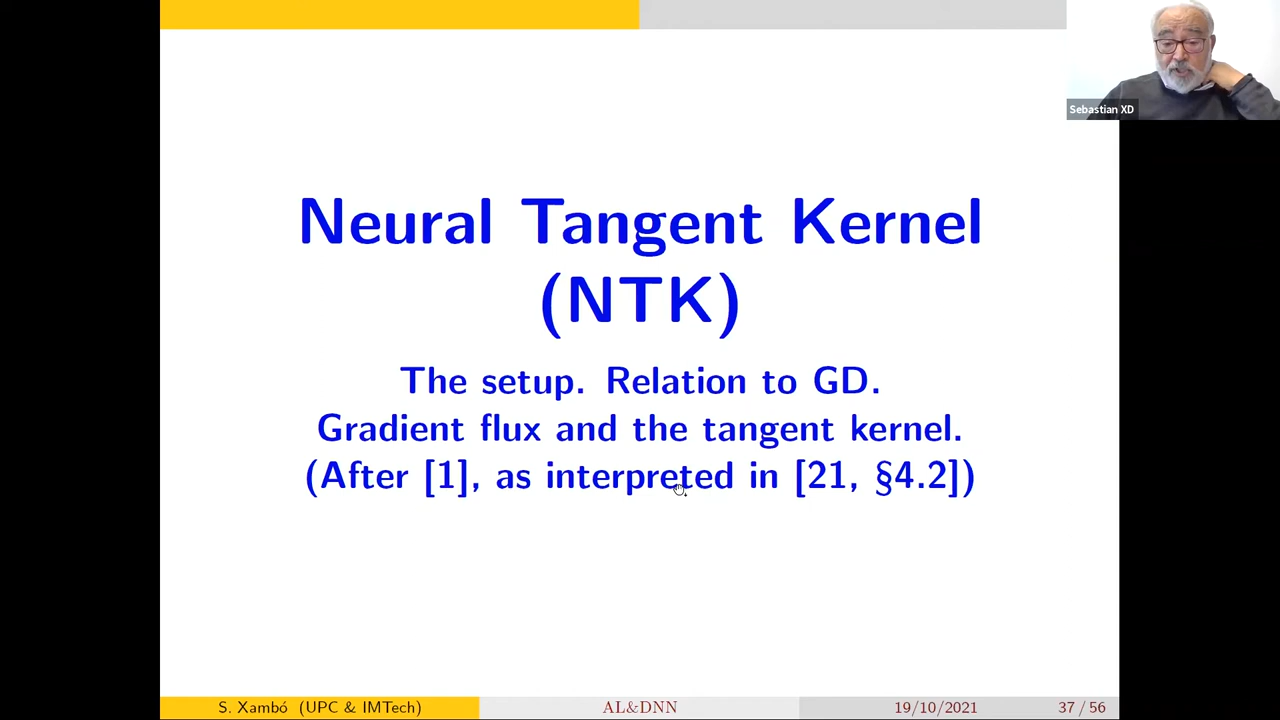 Sebastian XD
Neural Tangent Kernel
(NTK)
The setup. Relation to GD.
Gradient flux and the tangent kernel.
(After [1], as interpreted in [21, §4.2])
S. Xambó (UPC & IMTech)
AL&DNN
19/10/2021
37 / 56